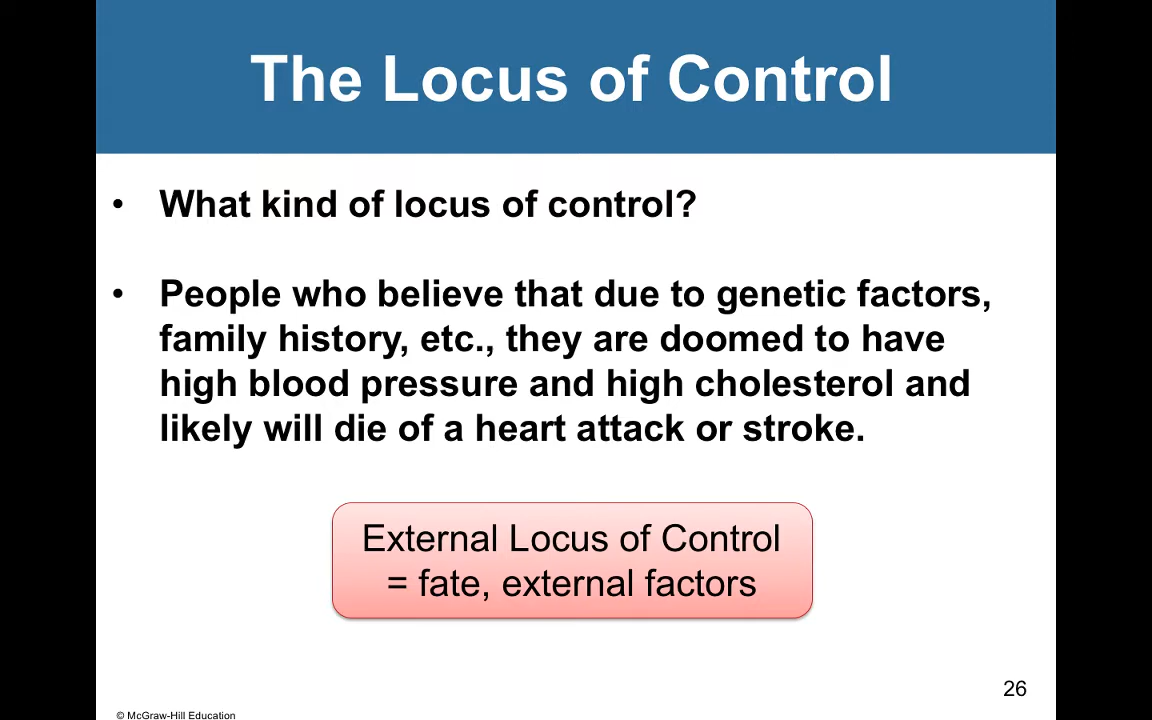 The Locus of Control
• What kind of locus of control?
• People who believe that due to genetic factors,
family history, etc., they are doomed to have
high blood pressure and high cholesterol and
likely will die of a heart attack or stroke.
External Locus of Control
= fate, external factors
26
© McGraw-Hill Education